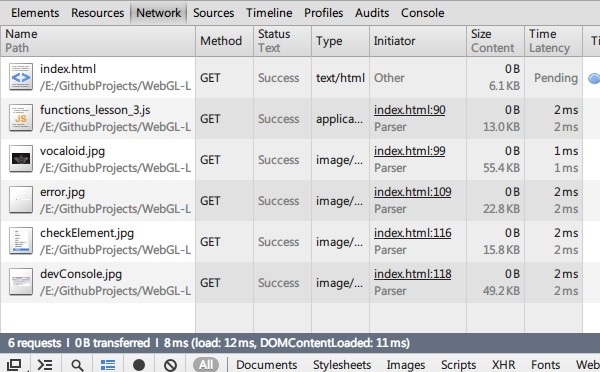 Elements Resources Network Sources Timeline Profiles Audits Console
Name Path Method Status Text Type Initiator Size Content Time Latency Ti
index.html GET Success text/html Other 0 B Pending
/E:/GithubProjects/WebGL-L 6.1 KB
functions_lesson_3.js GET Success applica... index.html:90 0 B 2 ms
/E:/GithubProjects/WebGL-L Parser 13.0 KB 2 ms
vocaloid.jpg GET Success image/... index.html:99 0 B 1 ms
/E:/GithubProjects/WebGL-L Parser 55.4 KB 1 ms
error.jpg GET Success image/... index.html:109 0 B 2 ms
/E:/GithubProjects/WebGL-L Parser 22.8 KB 2 ms
checkElement.jpg GET Success image/... index.html:116 0 B 2 ms
/E:/GithubProjects/WebGL-L Parser 15.8 KB 2 ms
devConsole.jpg GET Success image/... index.html:118 0 B 2 ms
/E:/GithubProjects/WebGL-L Parser 49.2 KB 2 ms
6 requests | 0 B transferred | 8 ms (load: 12 ms, DOMContentLoaded: 11 ms)
All Documents Stylesheets Images Scripts XHR Fonts Web